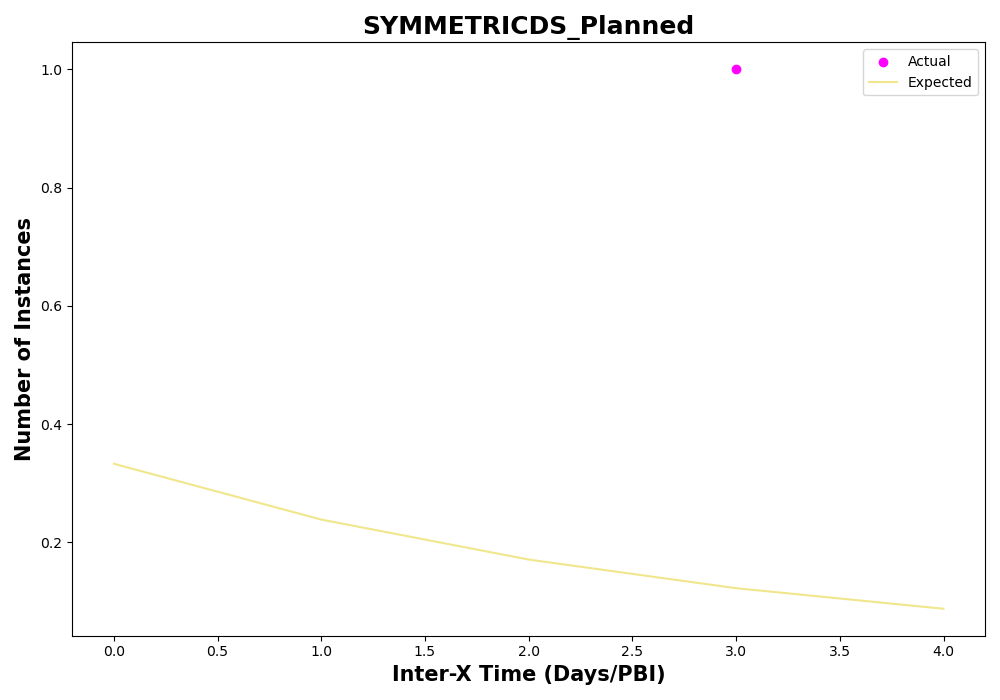 SYMMETRICDS_Planned
Actual
Expected
1.0
0.8
0.6
0.4
0.2
Number of Instances
0.0 0.5 1.0 1.5 2.0 2.5 3.0 3.5 4.0
Inter-X Time (Days/PBI)